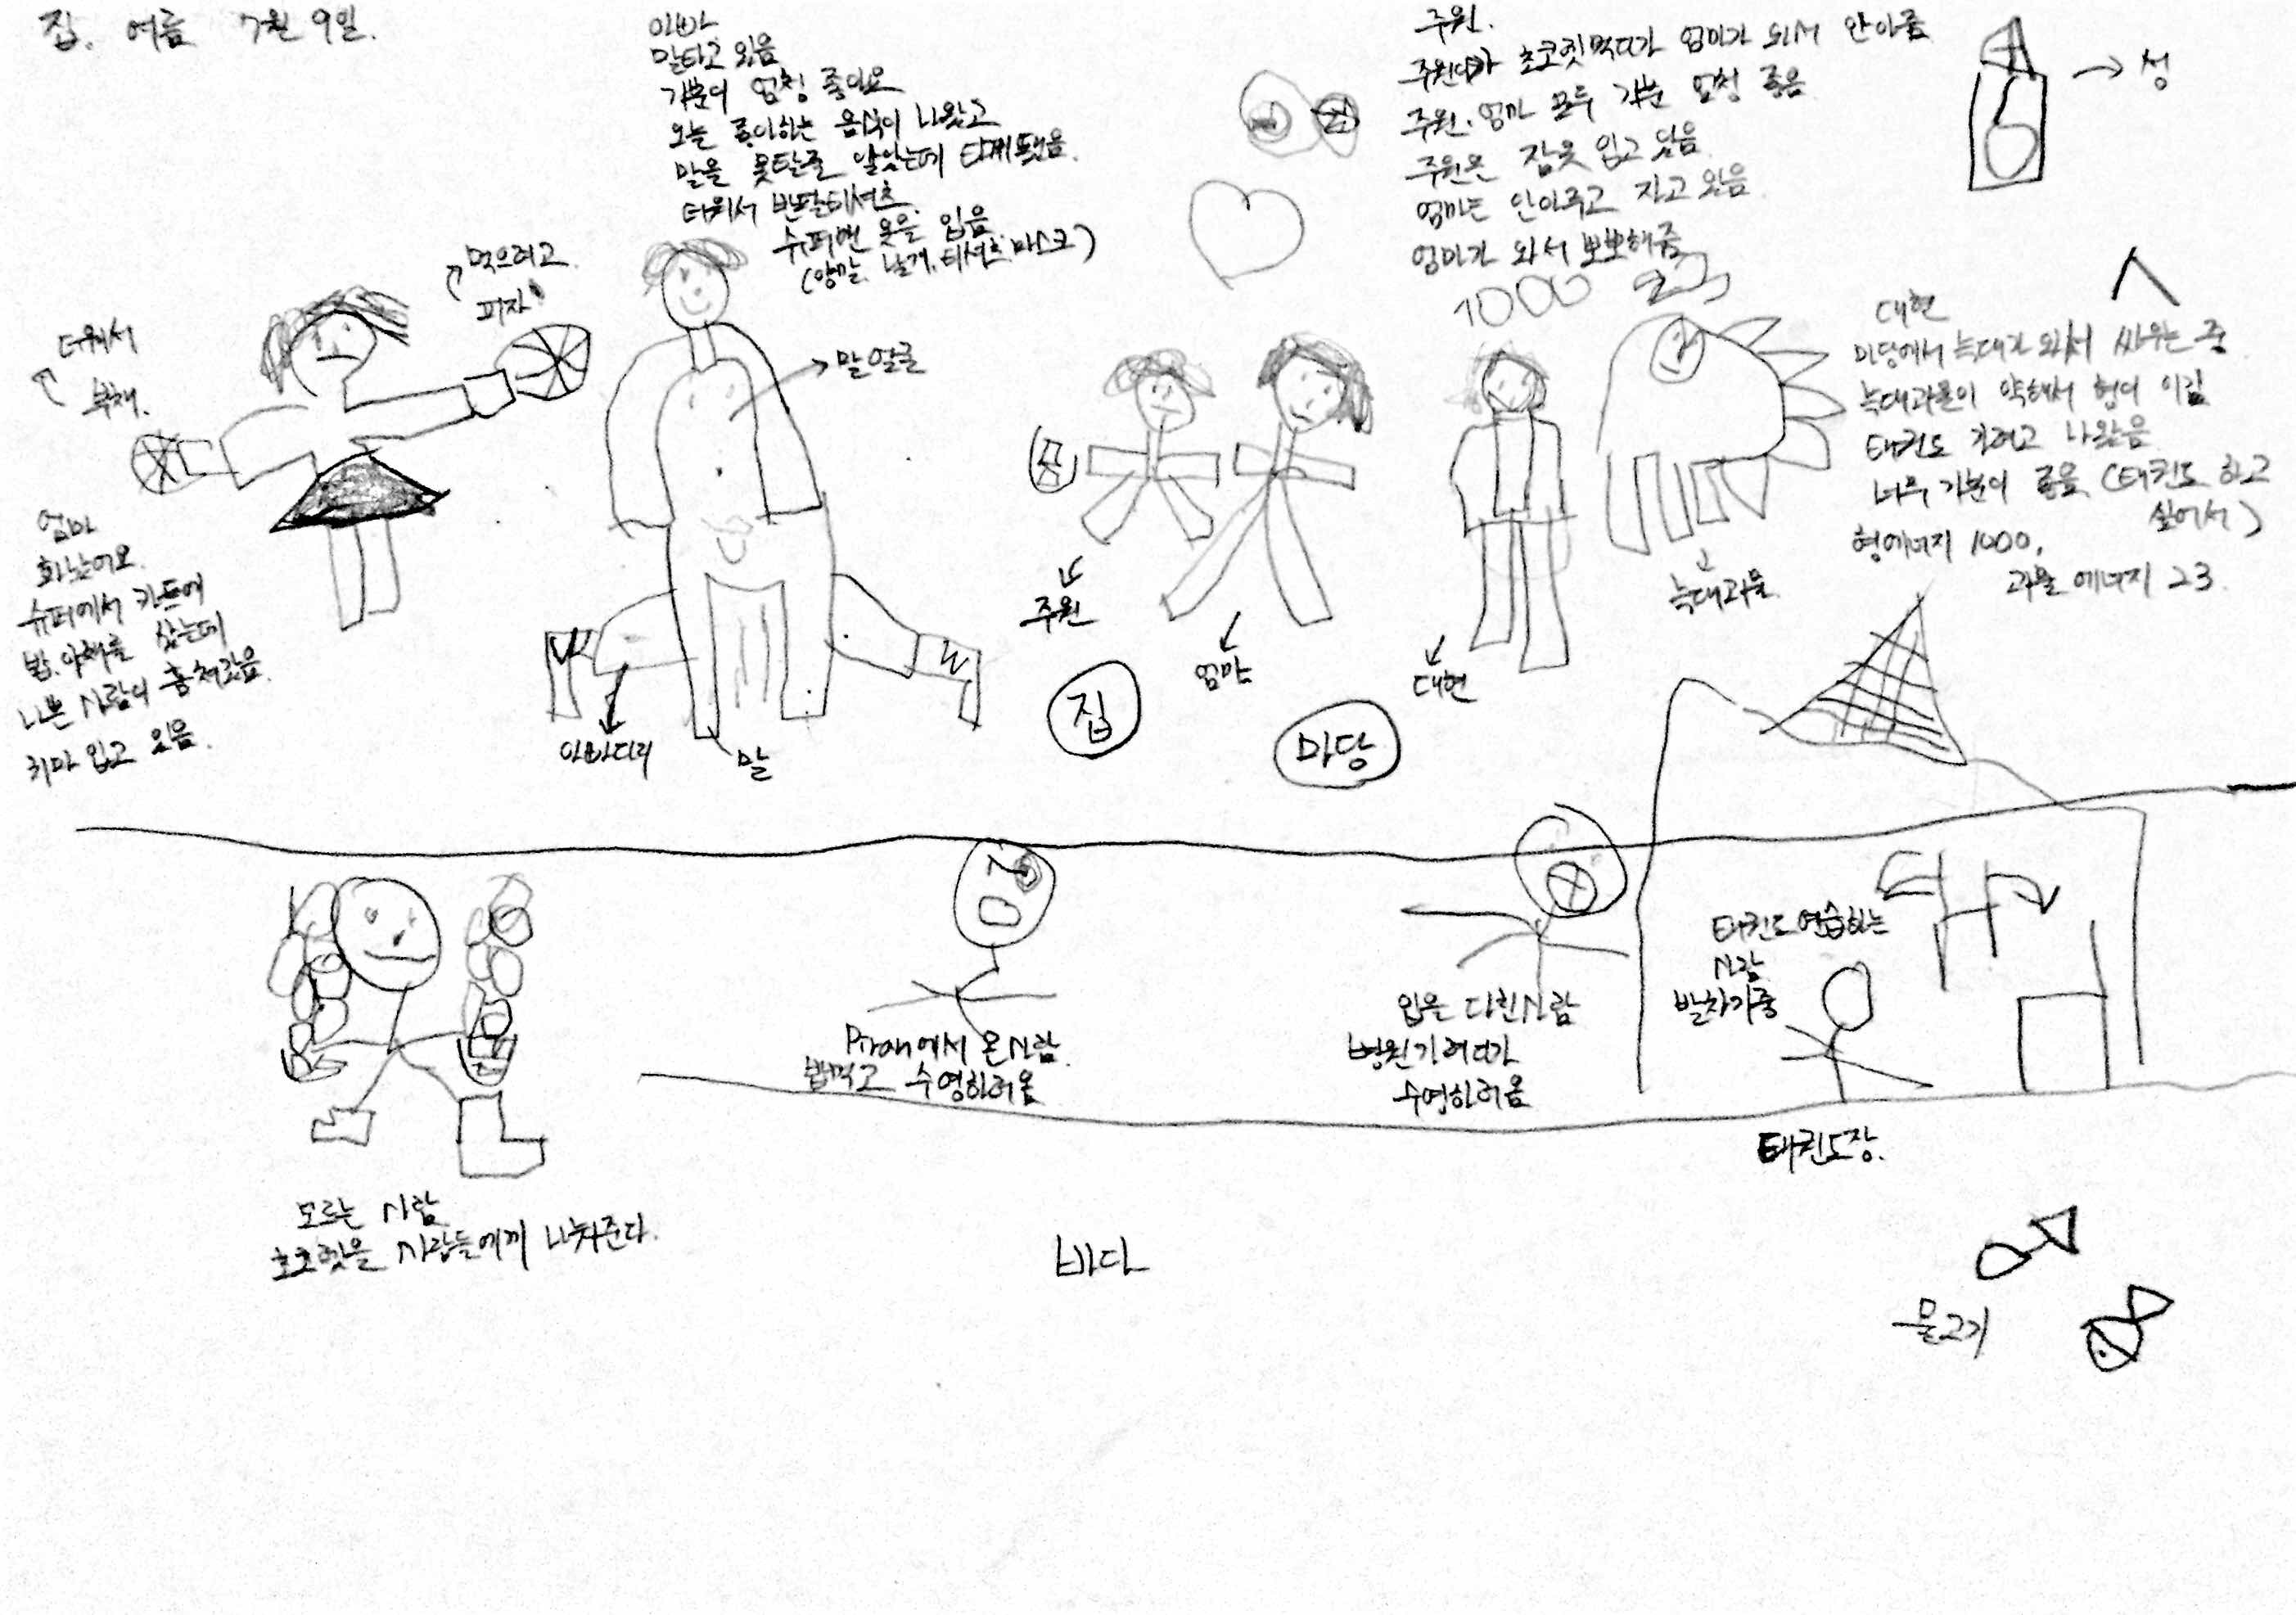 집. 여름 7월 9일.
아빠
말타고 있음
기분이 엄청 좋아요
오늘 좋아하는 음식이 나왔고
말을 못탈줄 알았는데 타게됐음.
더워서 반팔티셔츠.
슈퍼맨 옷을 입음.
(양말, 날개, 티셔츠, 마스크)
주원.
주원이가 초코릿먹다가 엄마가 와서 안아줌
주원.엄마 모두 기분 엄청 좋음
주원은 잠옷 입고 있음
엄마는 안아주고 자고 있음
엄마가 와서 뽀뽀해줌
→ 성
먹으려고
피자
더워서
부채.
말얼굴
1000
23
대현
마당에서 늑대가 와서 싸우는 중
늑대괴물이 약해서 형이 이김
태권도 가려고 나왔음
너무 기분이 좋음 (태권도 하고
싶어서)
형에너지 1000,
괴물 에너지 23.
늑대괴물.
엄마
화났어요.
슈퍼에서 카트에
밥.야채를 샀는데
나쁜 사람이 훔쳐갔음.
치마 입고 있음.
아빠다리
말
주원
엄마
대현
집
마당
태권도 연습하는
사람
발차기중
Piran에서 온사람.
밥먹고 수영하러옴
입을 다친사람
병원가려다가
수영하러옴
태권도장.
모르는 사람
초코렛을 사람들에게 나눠준다.
바다
물고기